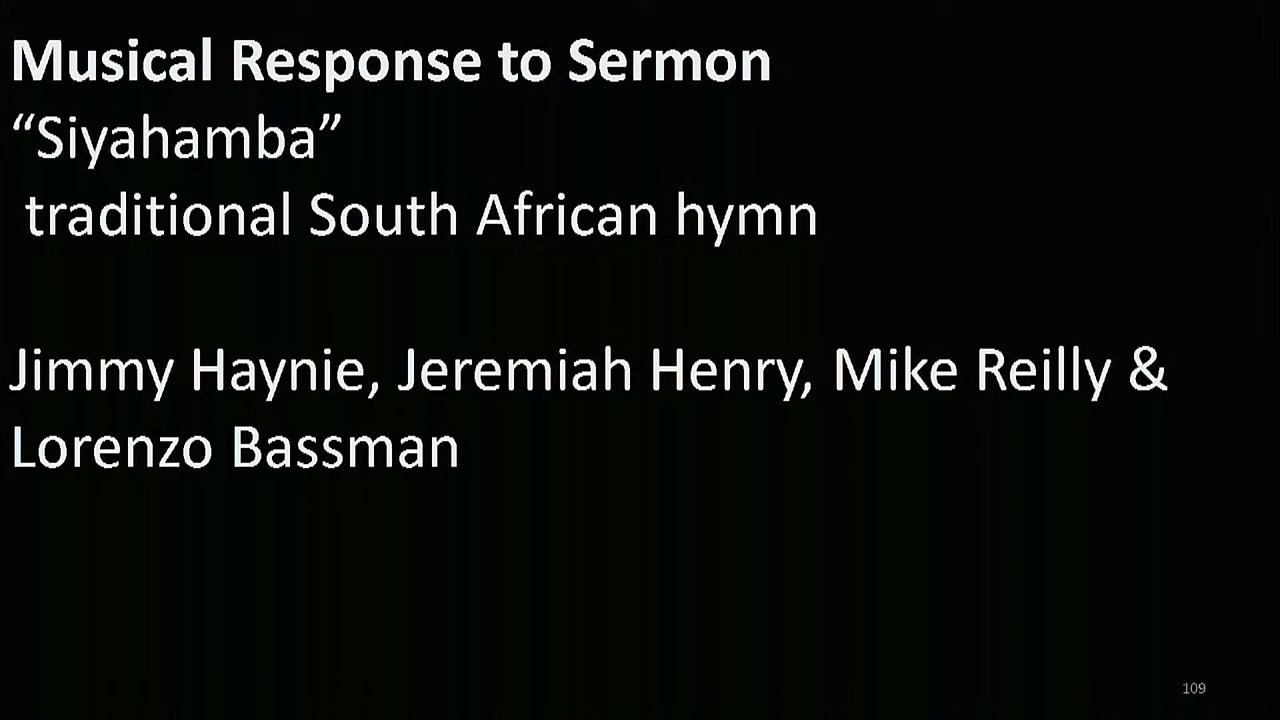 Musical Response to Sermon
“Siyahamba”
traditional South African hymn
Jimmy Haynie, Jeremiah Henry, Mike Reilly &
Lorenzo Bassman
109